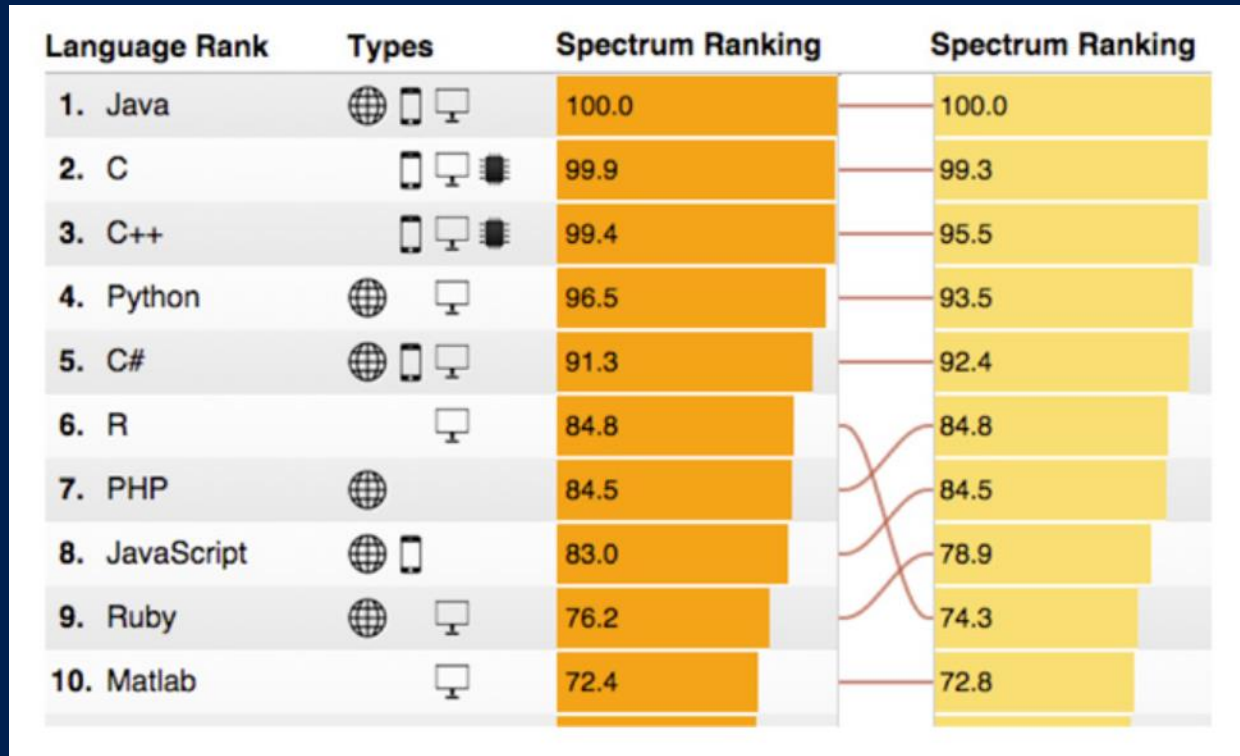 Language Rank Types Spectrum Ranking Spectrum Ranking
1. Java 100.0 100.0
2. C 99.9 99.3
3. C++ 99.4 95.5
4. Python 96.5 93.5
5. C# 91.3 92.4
6. R 84.8 84.8
7. PHP 84.5 84.5
8. JavaScript 83.0 78.9
9. Ruby 76.2 74.3
10. Matlab 72.4 72.8